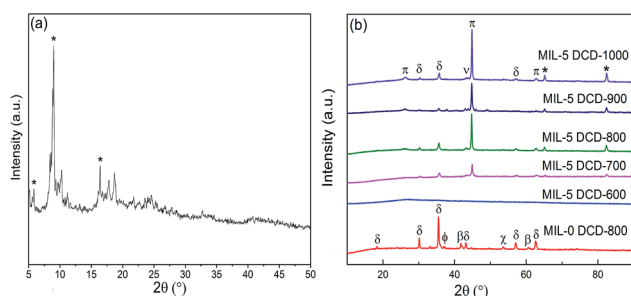 (a)
*
*
*
Intensity (a.u.)
5 10 15 20 25 30 35 40 45 50
2θ (°)
(b)
π
π δ δ ν δ π * *
MIL-5 DCD-1000
MIL-5 DCD-900
MIL-5 DCD-800
MIL-5 DCD-700
MIL-5 DCD-600
δ
δ δ ϕ β δ χ δ β δ
MIL-0 DCD-800
Intensity (a.u.)
20 40 60 80
2θ (°)